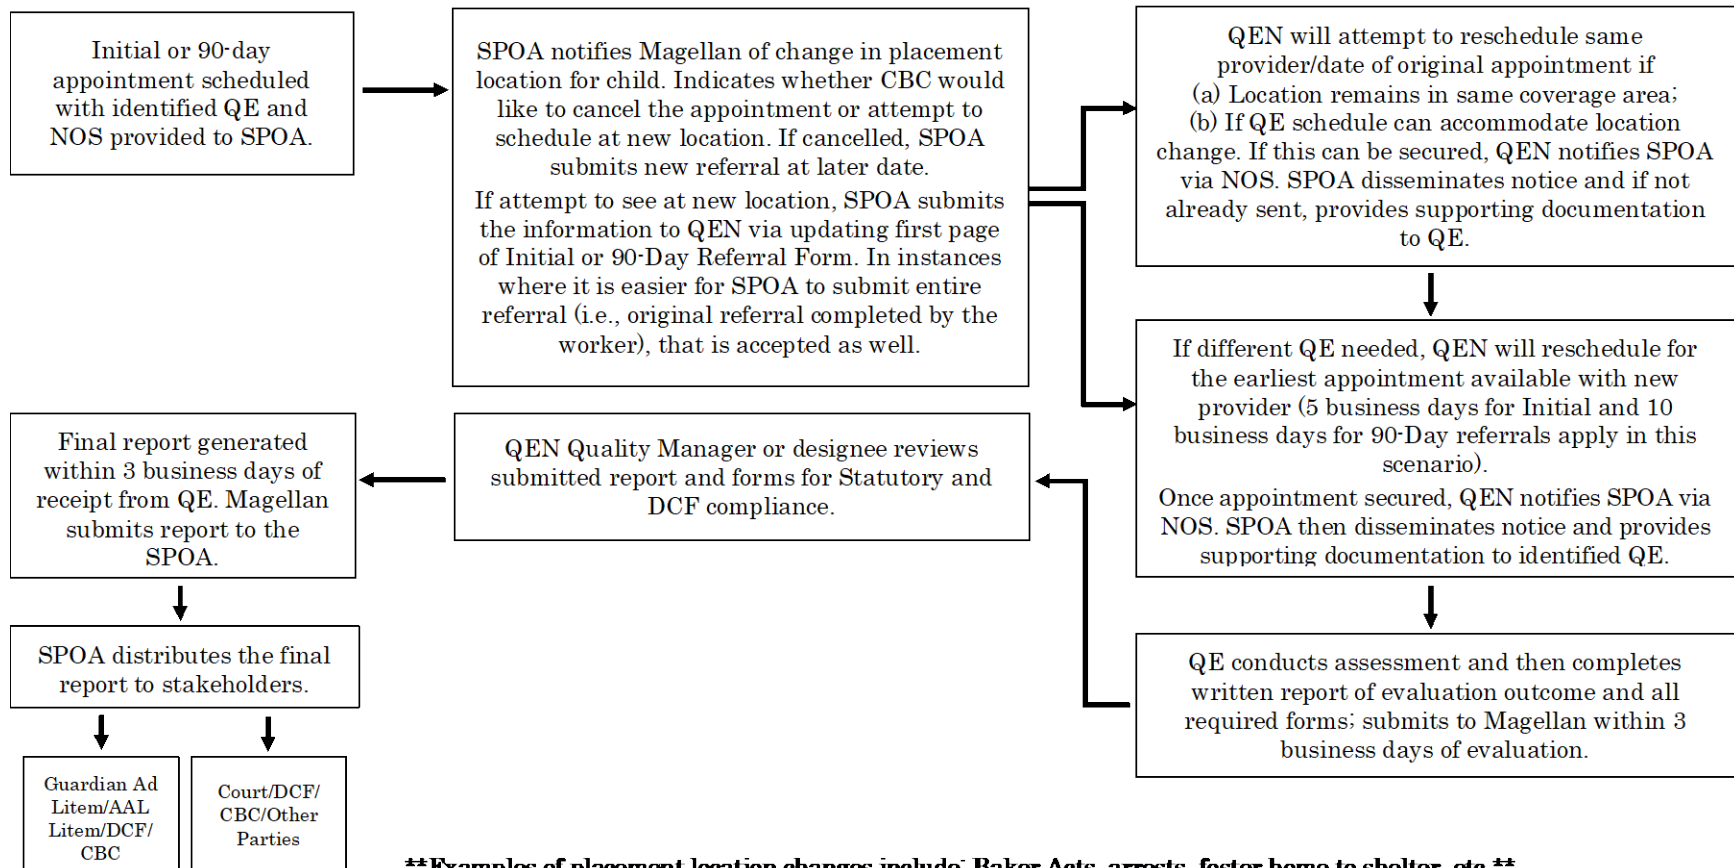 Initial or 90-day
appointment scheduled
with identified QE and
NOS provided to SPOA.
SPOA notifies Magellan of change in placement
location for child. Indicates whether CBC would
like to cancel the appointment or attempt to
schedule at new location. If cancelled, SPOA
submits new referral at later date.
If attempt to see at new location, SPOA submits
the information to QEN via updating first page
of Initial or 90-Day Referral Form. In instances
where it is easier for SPOA to submit entire
referral (i.e., original referral completed by the
worker), that is accepted as well.
QEN will attempt to reschedule same
provider/date of original appointment if
(a) Location remains in same coverage area;
(b) If QE schedule can accommodate location
change. If this can be secured, QEN notifies SPOA
via NOS. SPOA disseminates notice and if not
already sent, provides supporting documentation
to QE.
If different QE needed, QEN will reschedule for
the earliest appointment available with new
provider (5 business days for Initial and 10
business days for 90-Day referrals apply in this
scenario).
Once appointment secured, QEN notifies SPOA via
NOS. SPOA then disseminates notice and provides
supporting documentation to identified QE.
QE conducts assessment and then completes
written report of evaluation outcome and all
required forms; submits to Magellan within 3
business days of evaluation.
QEN Quality Manager or designee reviews
submitted report and forms for Statutory and
DCF compliance.
Final report generated
within 3 business days of
receipt from QE. Magellan
submits report to the
SPOA.
SPOA distributes the final
report to stakeholders.
Guardian Ad
Litem/AAL
Litem/DCF/
CBC
Court/DCF/
CBC/Other
Parties
**Examples of placement location changes include: Baker Acts, arrests, foster home to shelter, etc.**